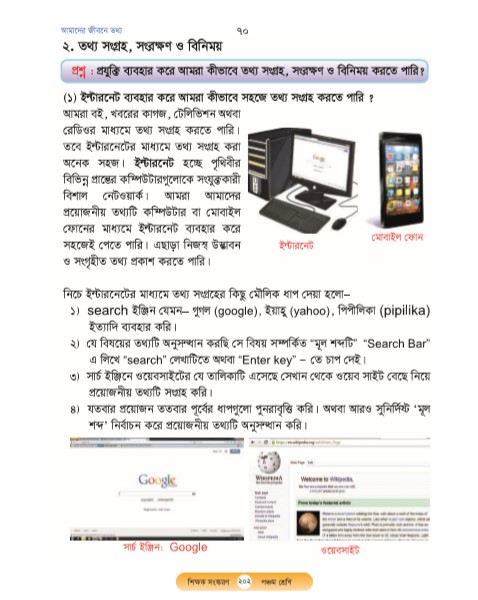 আমাদের জীবনে তথ্য
৭০
২. তথ্য সংগ্রহ, সংরক্ষণ ও বিনিময়
প্রশ্ন : প্রযুক্তি ব্যবহার করে আমরা কীভাবে তথ্য সংগ্রহ, সংরক্ষণ ও বিনিময় করতে পারি?
(১) ইন্টারনেট ব্যবহার করে আমরা কীভাবে সহজে তথ্য সংগ্রহ করতে পারি ?
আমরা বই, খবরের কাগজ, টেলিভিশন অথবা
রেডিওর মাধ্যমে তথ্য সংগ্রহ করতে পারি।
তবে ইন্টারনেটের মাধ্যমে তথ্য সংগ্রহ করা
অনেক সহজ। ইন্টারনেট হচ্ছে পৃথিবীর
বিভিন্ন প্রান্তের কম্পিউটারগুলোকে সংযুক্তকারী
বিশাল নেটওয়ার্ক। আমরা আমাদের
প্রয়োজনীয় তথ্যটি কম্পিউটার বা মোবাইল
ফোনের মাধ্যমে ইন্টারনেট ব্যবহার করে
সহজেই পেতে পারি। এছাড়া নিজস্ব উদ্ভাবন
ও সংগৃহীত তথ্য প্রকাশ করতে পারি।
ইন্টারনেট
মোবাইল ফোন
নিচে ইন্টারনেটের মাধ্যমে তথ্য সংগ্রহের কিছু মৌলিক ধাপ দেয়া হলো–
১) search ইঞ্জিন যেমন– গুগল (google), ইয়াহু (yahoo), পিপীলিকা (pipilika)
ইত্যাদি ব্যবহার করি।
২) যে বিষয়ের তথ্যটি অনুসন্ধান করছি সে বিষয় সম্পর্কিত “মূল শব্দটি” “Search Bar”
এ লিখে “search” লেখাটিতে অথবা “Enter key” – তে চাপ দেই।
৩) সার্চ ইঞ্জিনে ওয়েবসাইটের যে তালিকাটি এসেছে সেখান থেকে ওয়েব সাইট বেছে নিয়ে
প্রয়োজনীয় তথ্যটি সংগ্রহ করি।
৪) যতবার প্রয়োজন ততবার পূর্বের ধাপগুলো পুনরাবৃত্তি করি। অথবা আরও সুনির্দিষ্ট ‘মূল
শব্দ’ নির্বাচন করে প্রয়োজনীয় তথ্যটি অনুসন্ধান করি।
Google
WIKIPEDIA
Welcome to Wikipedia,
From today's featured article
সার্চ ইঞ্জিন: Google
ওয়েবসাইট
শিক্ষক সংস্করণ ২০২ পঞ্চম শ্রেণি